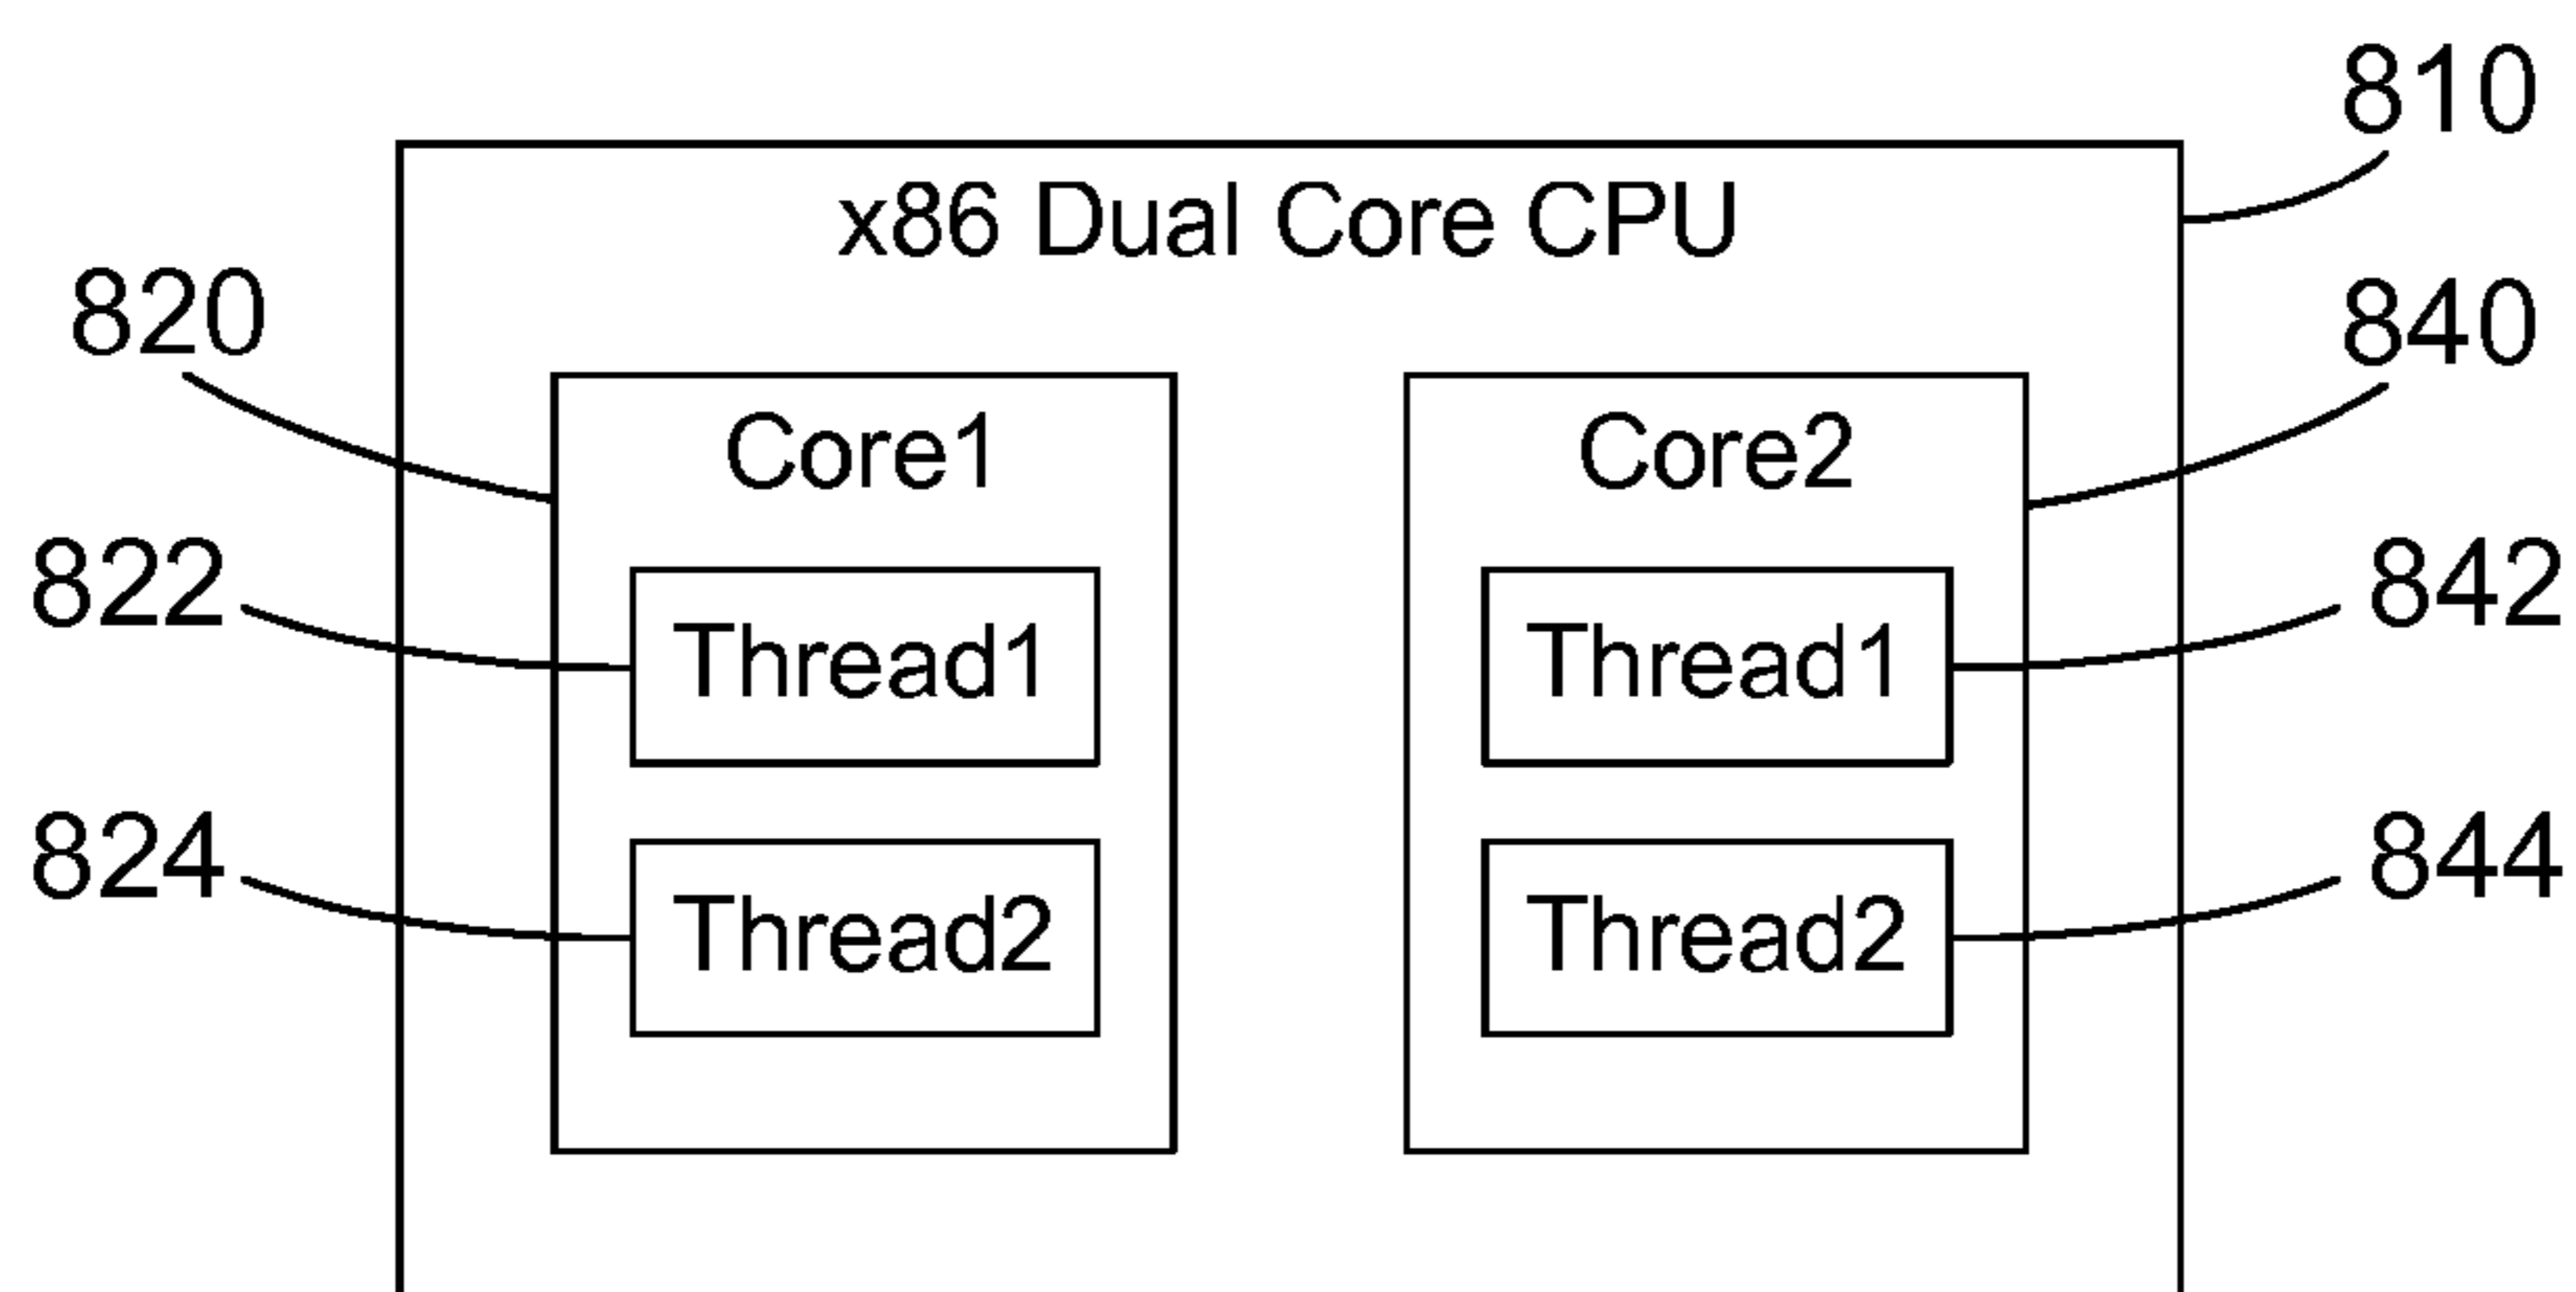 810
x86 Dual Core CPU
820
840
Core1
Core2
822
Thread1
Thread1
842
824
Thread2
Thread2
844